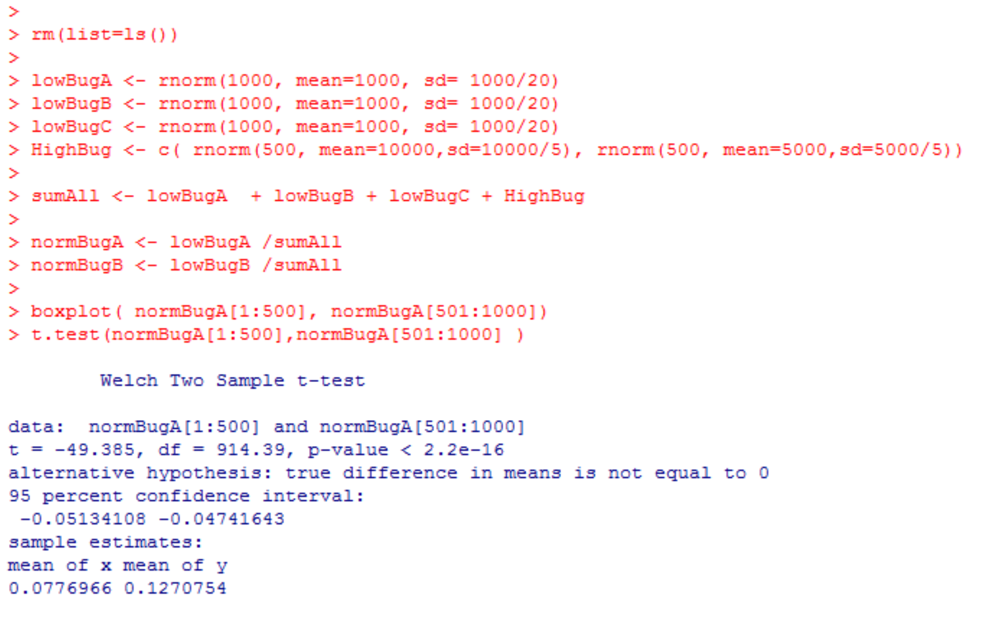 >
> rm(list=ls())
>
> lowBugA <- rnorm(1000, mean=1000, sd= 1000/20)
> lowBugB <- rnorm(1000, mean=1000, sd= 1000/20)
> lowBugC <- rnorm(1000, mean=1000, sd= 1000/20)
> HighBug <- c( rnorm(500, mean=10000,sd=10000/5), rnorm(500, mean=5000,sd=5000/5))
>
> sumAll <- lowBugA  + lowBugB + lowBugC + HighBug
>
> normBugA <- lowBugA /sumAll
> normBugB <- lowBugB /sumAll
>
> boxplot( normBugA[1:500], normBugA[501:1000])
> t.test(normBugA[1:500],normBugA[501:1000] )
Welch Two Sample t-test
data:  normBugA[1:500] and normBugA[501:1000]
t = -49.385, df = 914.39, p-value < 2.2e-16
alternative hypothesis: true difference in means is not equal to 0
95 percent confidence interval:
-0.05134108 -0.04741643
sample estimates:
mean of x mean of y
0.0776966 0.1270754